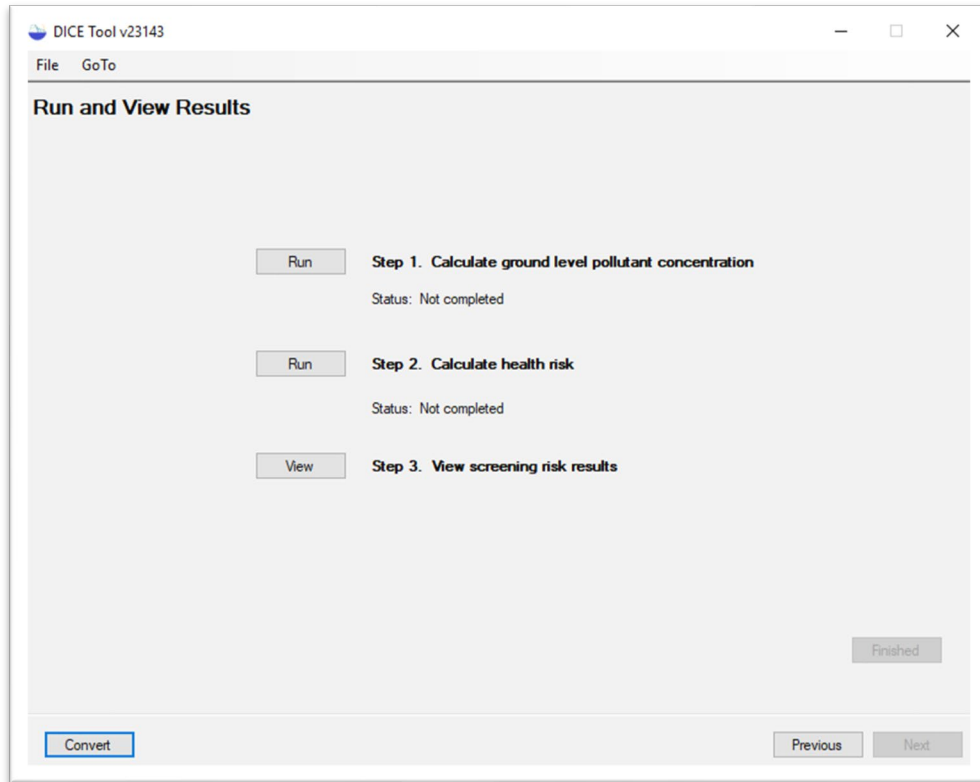 DICE Tool v23143
File GoTo
Run and View Results
Run Step 1. Calculate ground level pollutant concentration
Status: Not completed
Run Step 2. Calculate health risk
Status: Not completed
View Step 3. View screening risk results
Finished
Convert Previous Next